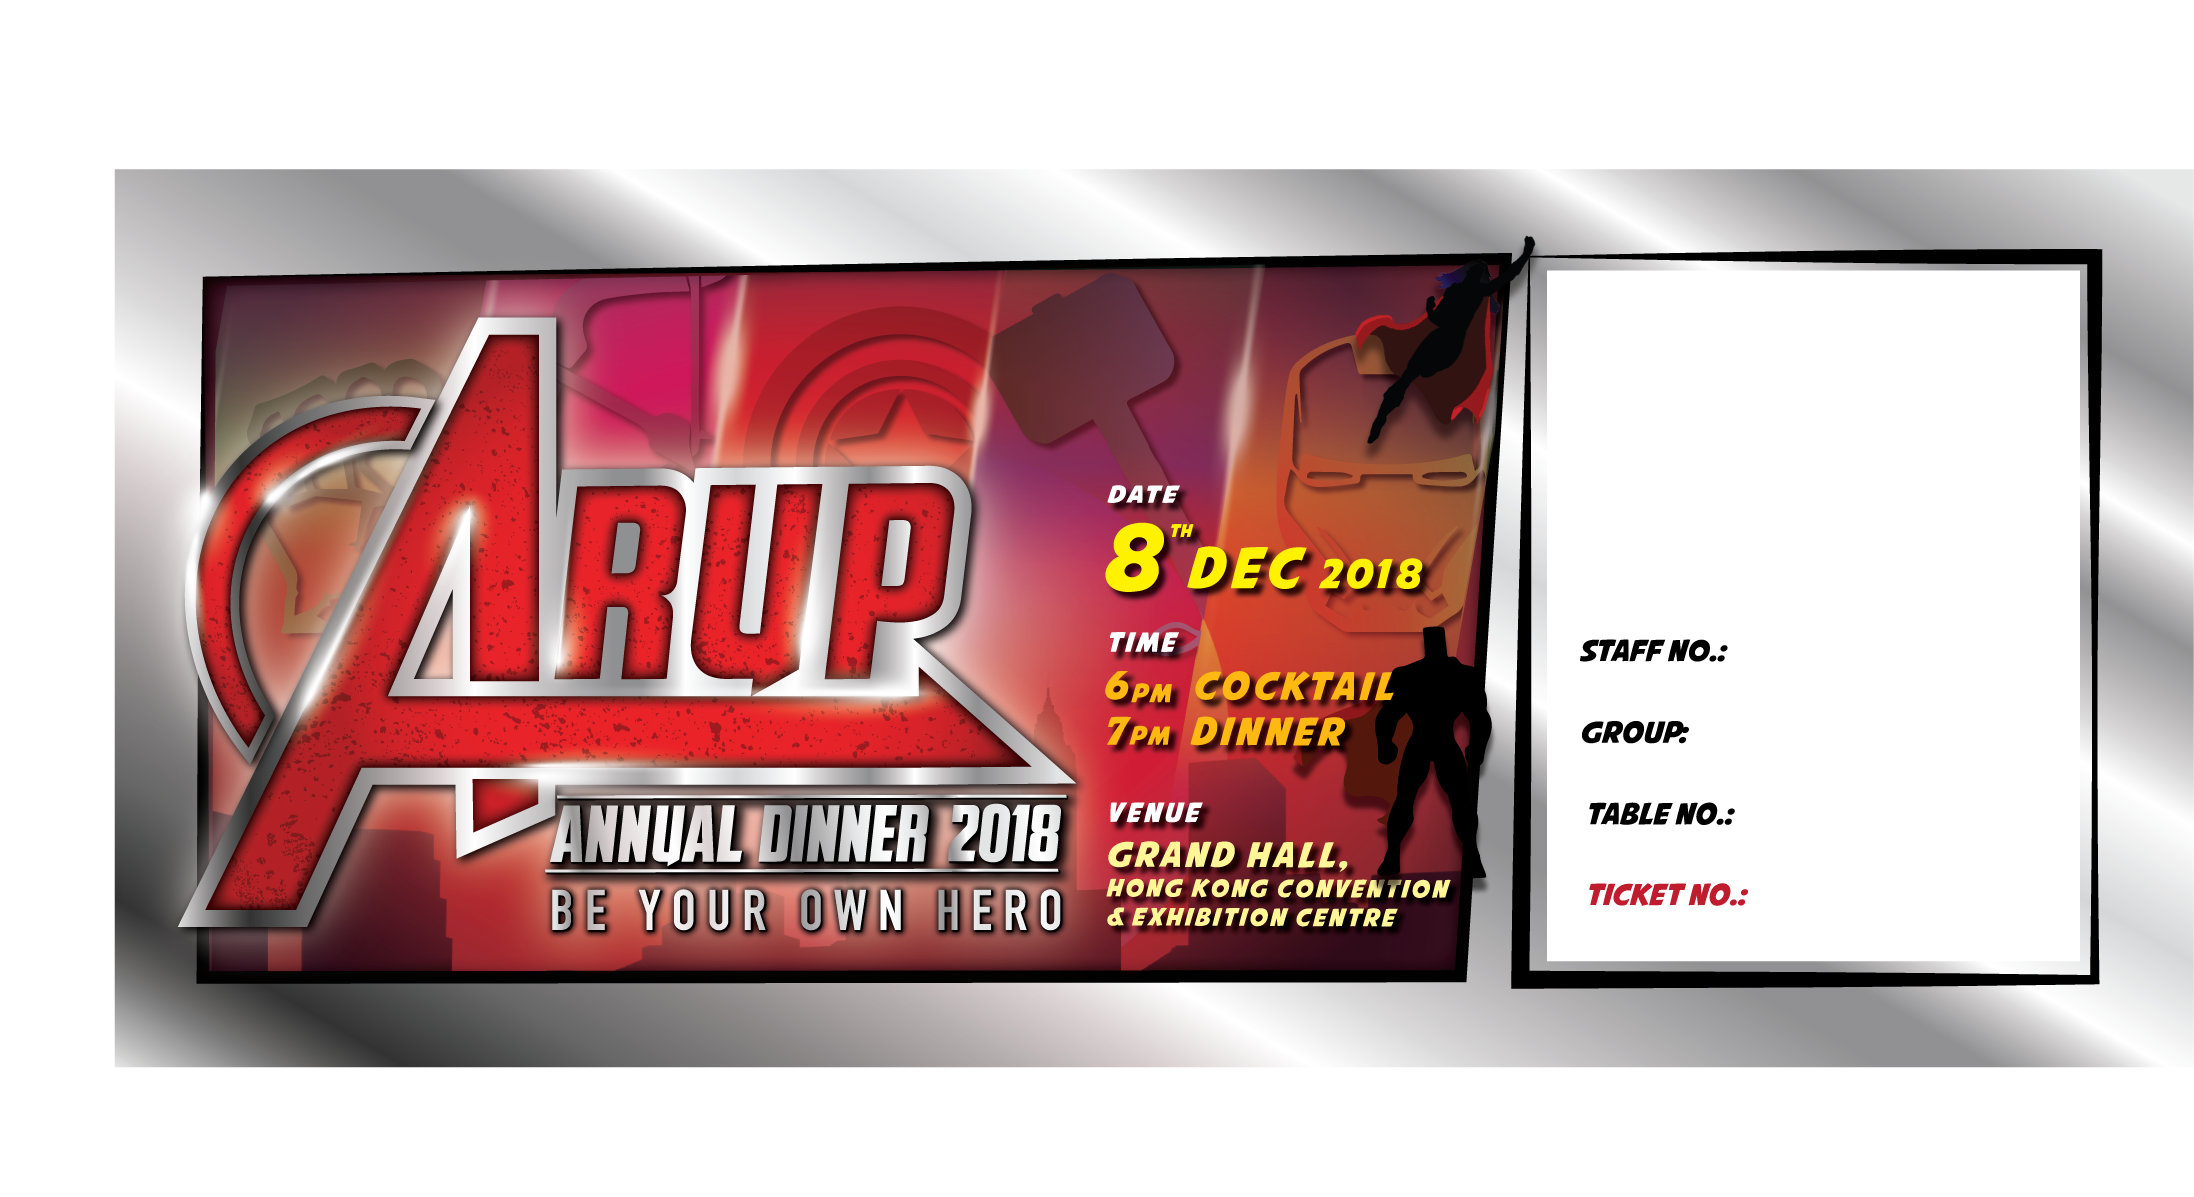 ARUP
ANNUAL DINNER 2018
BE YOUR OWN HERO
DATE
8TH DEC 2018
TIME
6PM COCKTAIL
7PM DINNER
VENUE
GRAND HALL,
HONG KONG CONVENTION
& EXHIBITION CENTRE
STAFF NO.:
GROUP:
TABLE NO.:
TICKET NO.: